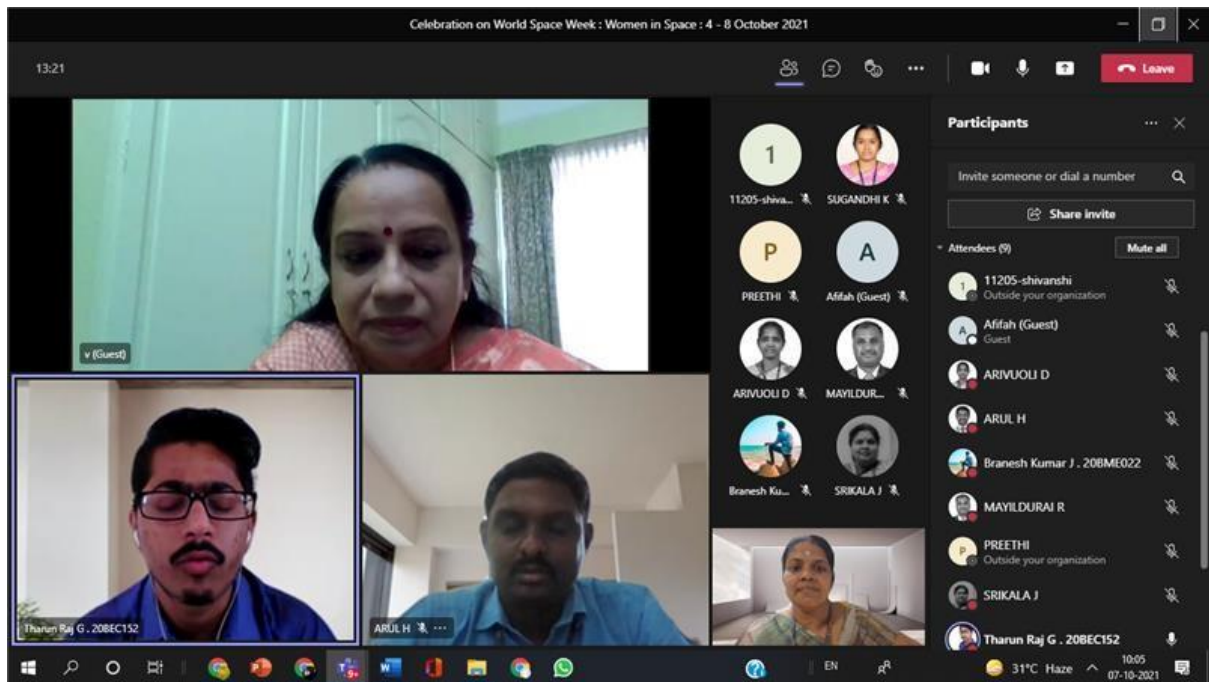 Celebration on World Space Week : Women in Space : 4 - 8 October 2021
13:21
Leave
v (Guest)
Tharun Raj G . 20BEC152
ARUL H
1
11205-shiva...
SUGANDHI K
P
PREETHI
A
Afifah (Guest)
ARIVUOLI D
MAYILDUR...
Branesh Ku...
SRIKALA J
Participants
Invite someone or dial a number
Share invite
Attendees (9)
Mute all
1
11205-shivanshi
Outside your organization
A
Afifah (Guest)
Guest
ARIVUOLI D
ARUL H
Branesh Kumar J . 20BME022
MAYILDURAI R
P
PREETHI
Outside your organization
SRIKALA J
Tharun Raj G . 20BEC152
EN
31°C Haze
10:05
07-10-2021